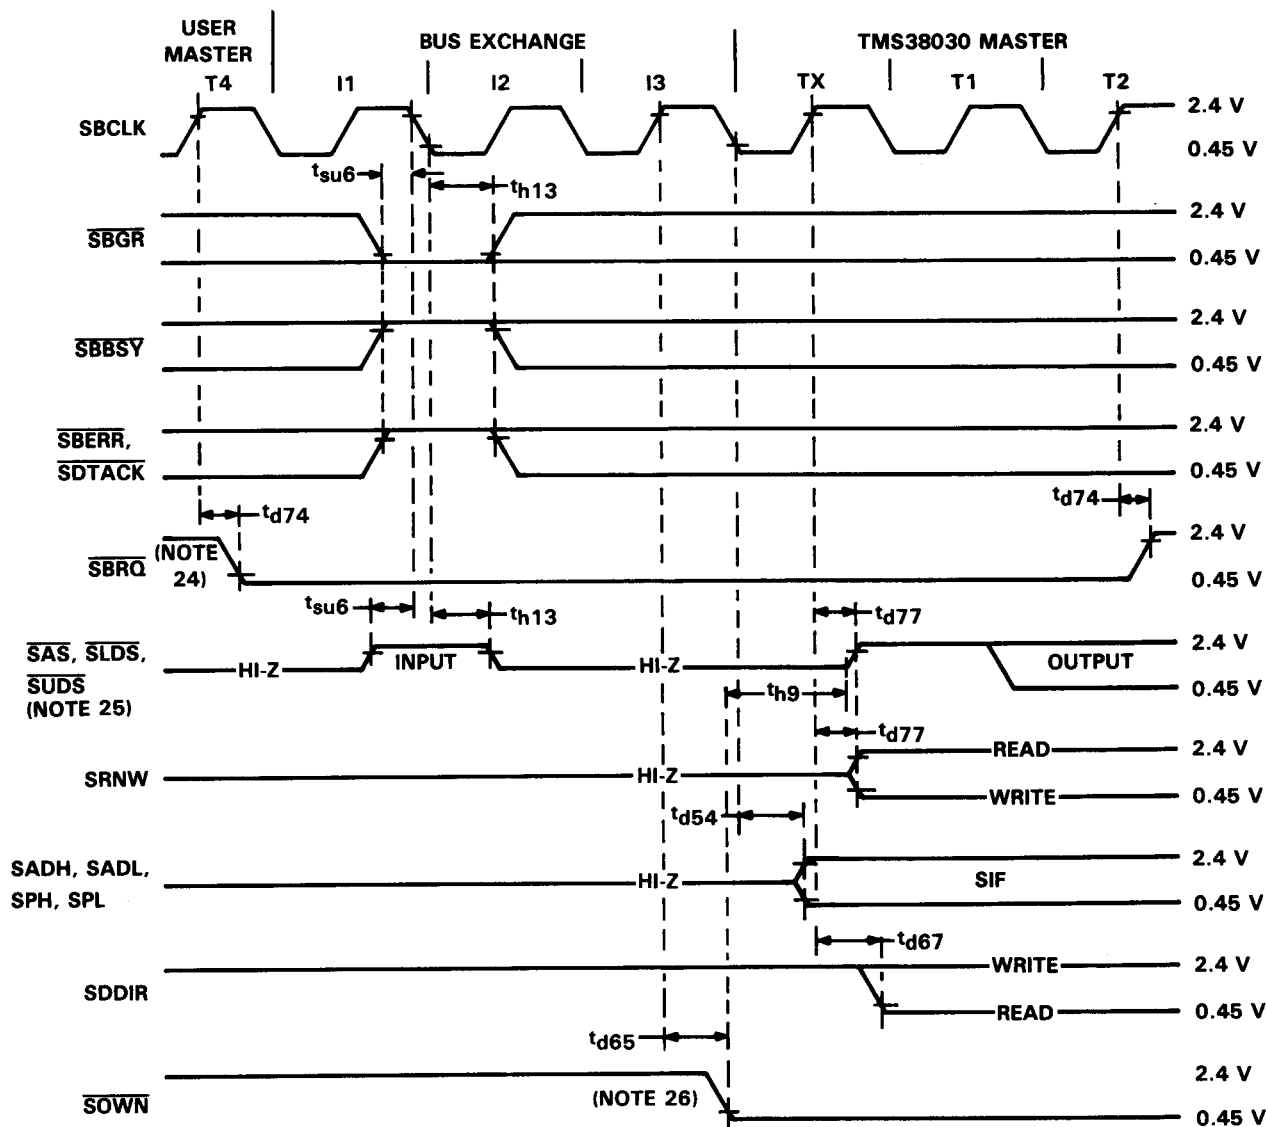 USER
MASTER
BUS EXCHANGE
TMS38030 MASTER
T4 I1 I2 I3 TX T1 T2
SBCLK
2.4 V
0.45 V
tsu6
th13
SBGR
2.4 V
0.45 V
SBBSY
2.4 V
0.45 V
SBERR,
SDTACK
2.4 V
0.45 V
td74
td74
SBRQ
(NOTE
24)
2.4 V
0.45 V
tsu6
th13
td77
SAS, SLDS,
SUDS
(NOTE 25)
HI-Z
INPUT
HI-Z
OUTPUT
2.4 V
0.45 V
th9
td77
SRNW
HI-Z
READ
WRITE
2.4 V
0.45 V
td54
SADH, SADL,
SPH, SPL
HI-Z
SIF
2.4 V
0.45 V
td67
SDDIR
WRITE
READ
2.4 V
0.45 V
td65
SOWN
(NOTE 26)
2.4 V
0.45 V